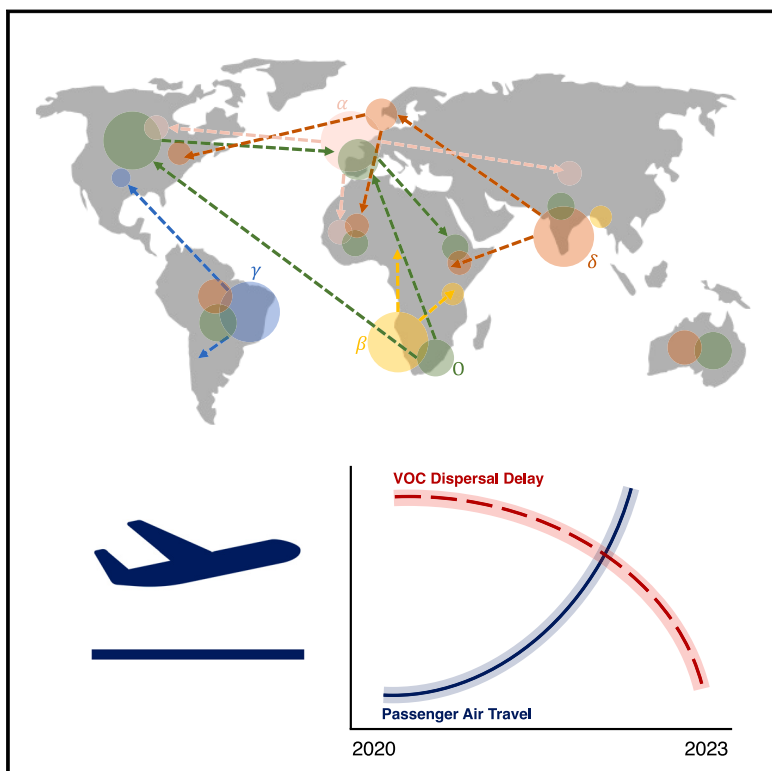 α
γ
δ
β
O
VOC Dispersal Delay
Passenger Air Travel
2020
2023